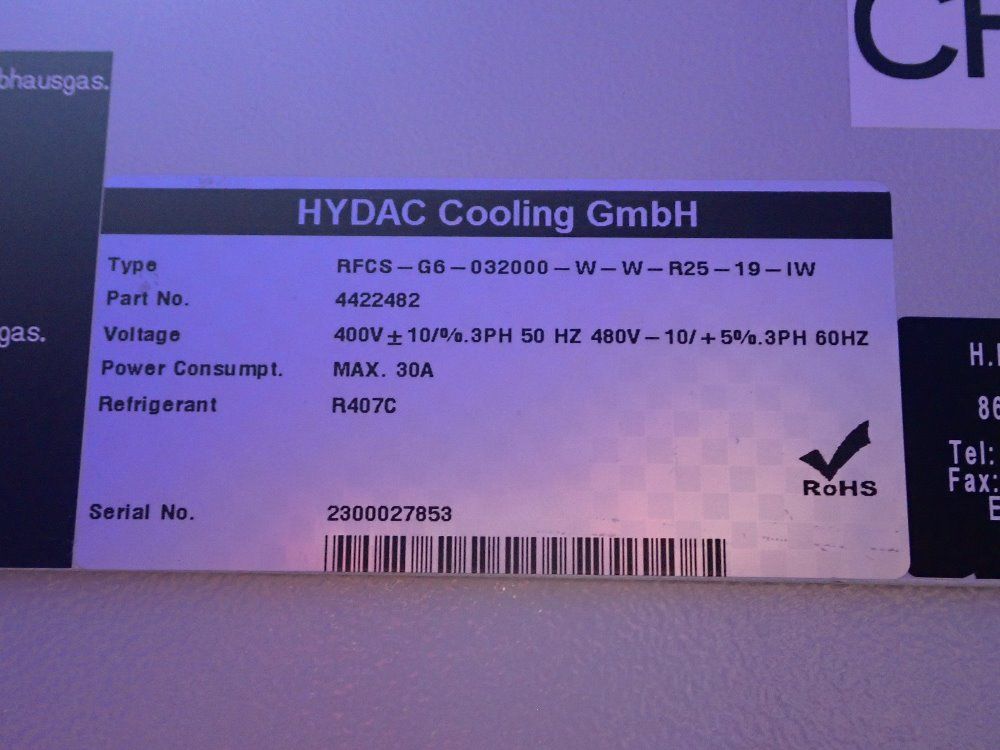 bhausgas.
gas.
HYDAC Cooling GmbH
Type RFCS-G6-032000-W-W-R25-19-IW
Part No. 4422482
Voltage 400V±10/%.3PH 50 HZ 480V-10/+5%.3PH 60HZ
Power Consumpt. MAX. 30A
Refrigerant R407C
RoHS
Serial No. 2300027853
H.
86
Tel:
Fax:
E